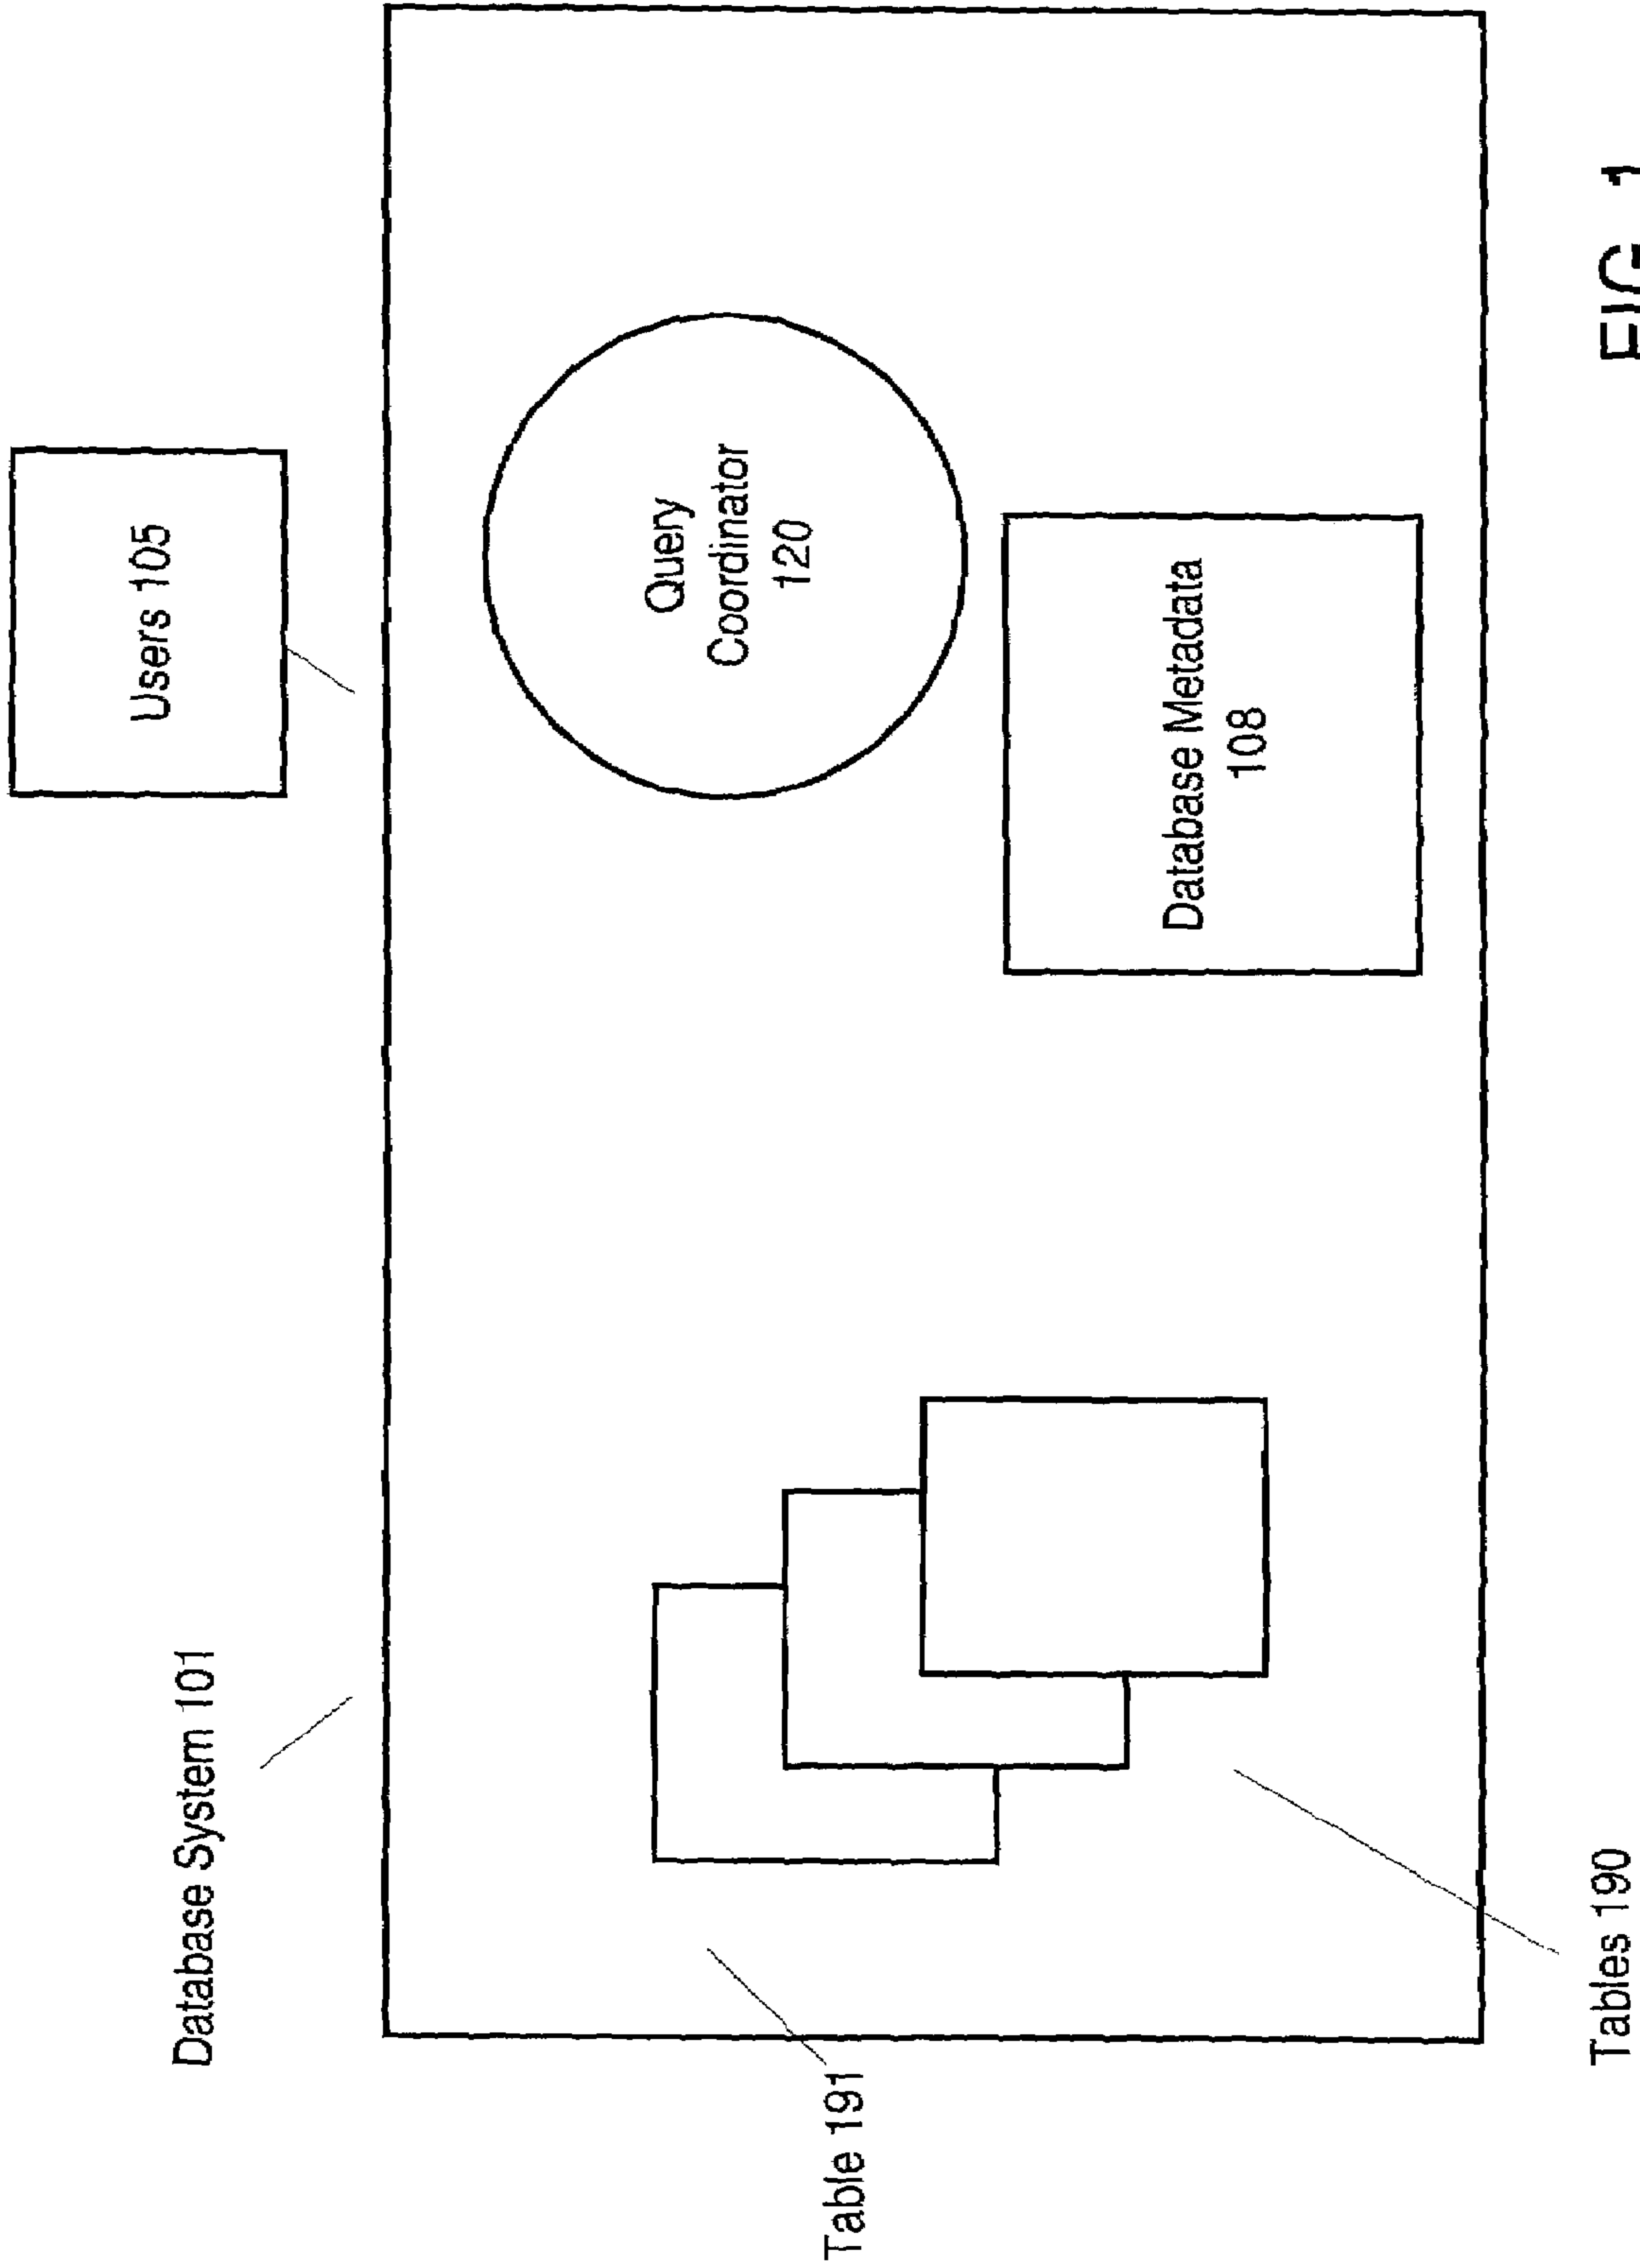 Users 105
Database System 101
Query
Coordinator
120
Table 191
Database Metadata
108
Tables 190
FIG. 1